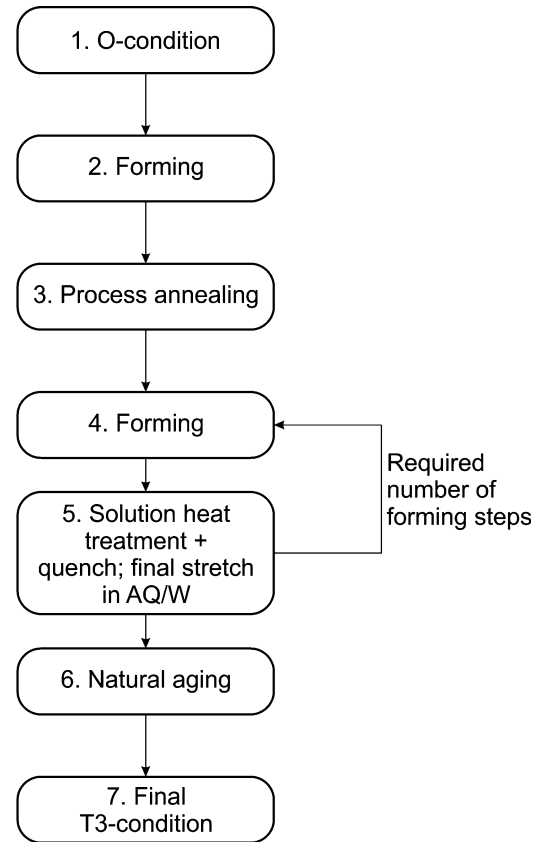 1. O-condition
2. Forming
3. Process annealing
4. Forming
Required
number of
forming steps
5. Solution heat
treatment +
quench; final stretch
in AQ/W
6. Natural aging
7. Final
T3-condition